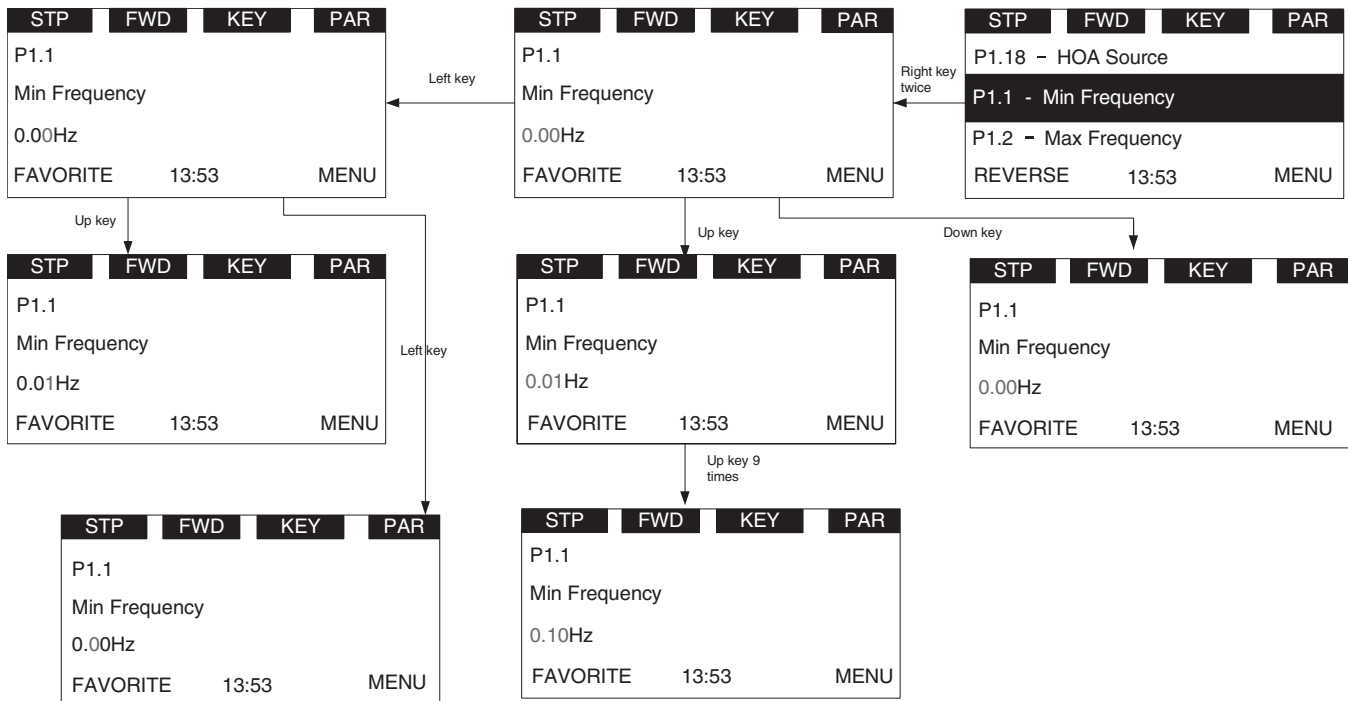 STP FWD KEY PAR
P1.1
Min Frequency
0.00Hz
FAVORITE 13:53 MENU
Left key
STP FWD KEY PAR
P1.1
Min Frequency
0.00Hz
FAVORITE 13:53 MENU
Right key
twice
STP FWD KEY PAR
P1.18 – HOA Source
P1.1 - Min Frequency
P1.2 – Max Frequency
REVERSE 13:53 MENU
Up key
Up key
Down key
STP FWD KEY PAR
P1.1
Min Frequency
0.01Hz
FAVORITE 13:53 MENU
Left key
STP FWD KEY PAR
P1.1
Min Frequency
0.01Hz
FAVORITE 13:53 MENU
STP FWD KEY PAR
P1.1
Min Frequency
0.00Hz
FAVORITE 13:53 MENU
Up key 9
times
STP FWD KEY PAR
P1.1
Min Frequency
0.00Hz
FAVORITE 13:53 MENU
STP FWD KEY PAR
P1.1
Min Frequency
0.10Hz
FAVORITE 13:53 MENU